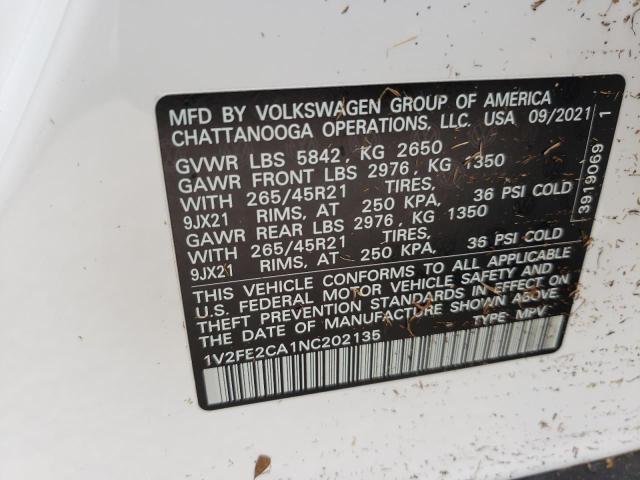 MFD BY VOLKSWAGEN GROUP OF AMERICA
CHATTANOOGA OPERATIONS, LLC. USA 09/2021
GVWR LBS 5842, KG 2650
GAWR FRONT LBS 2976, KG 1350
WITH 265/45R21 TIRES,
9JX21 RIMS, AT 250 KPA, 36 PSI COLD
GAWR REAR LBS 2976, KG 1350
WITH 265/45R21 TIRES,
9JX21 RIMS, AT 250 KPA, 36 PSI COLD
THIS VEHICLE CONFORMS TO ALL APPLICABLE
U.S. FEDERAL MOTOR VEHICLE SAFETY AND
THEFT PREVENTION STANDARDS IN EFFECT ON
THE DATE OF MANUFACTURE SHOWN ABOVE.
1V2FE2CA1NC202135 TYPE: MPV
3919069 1